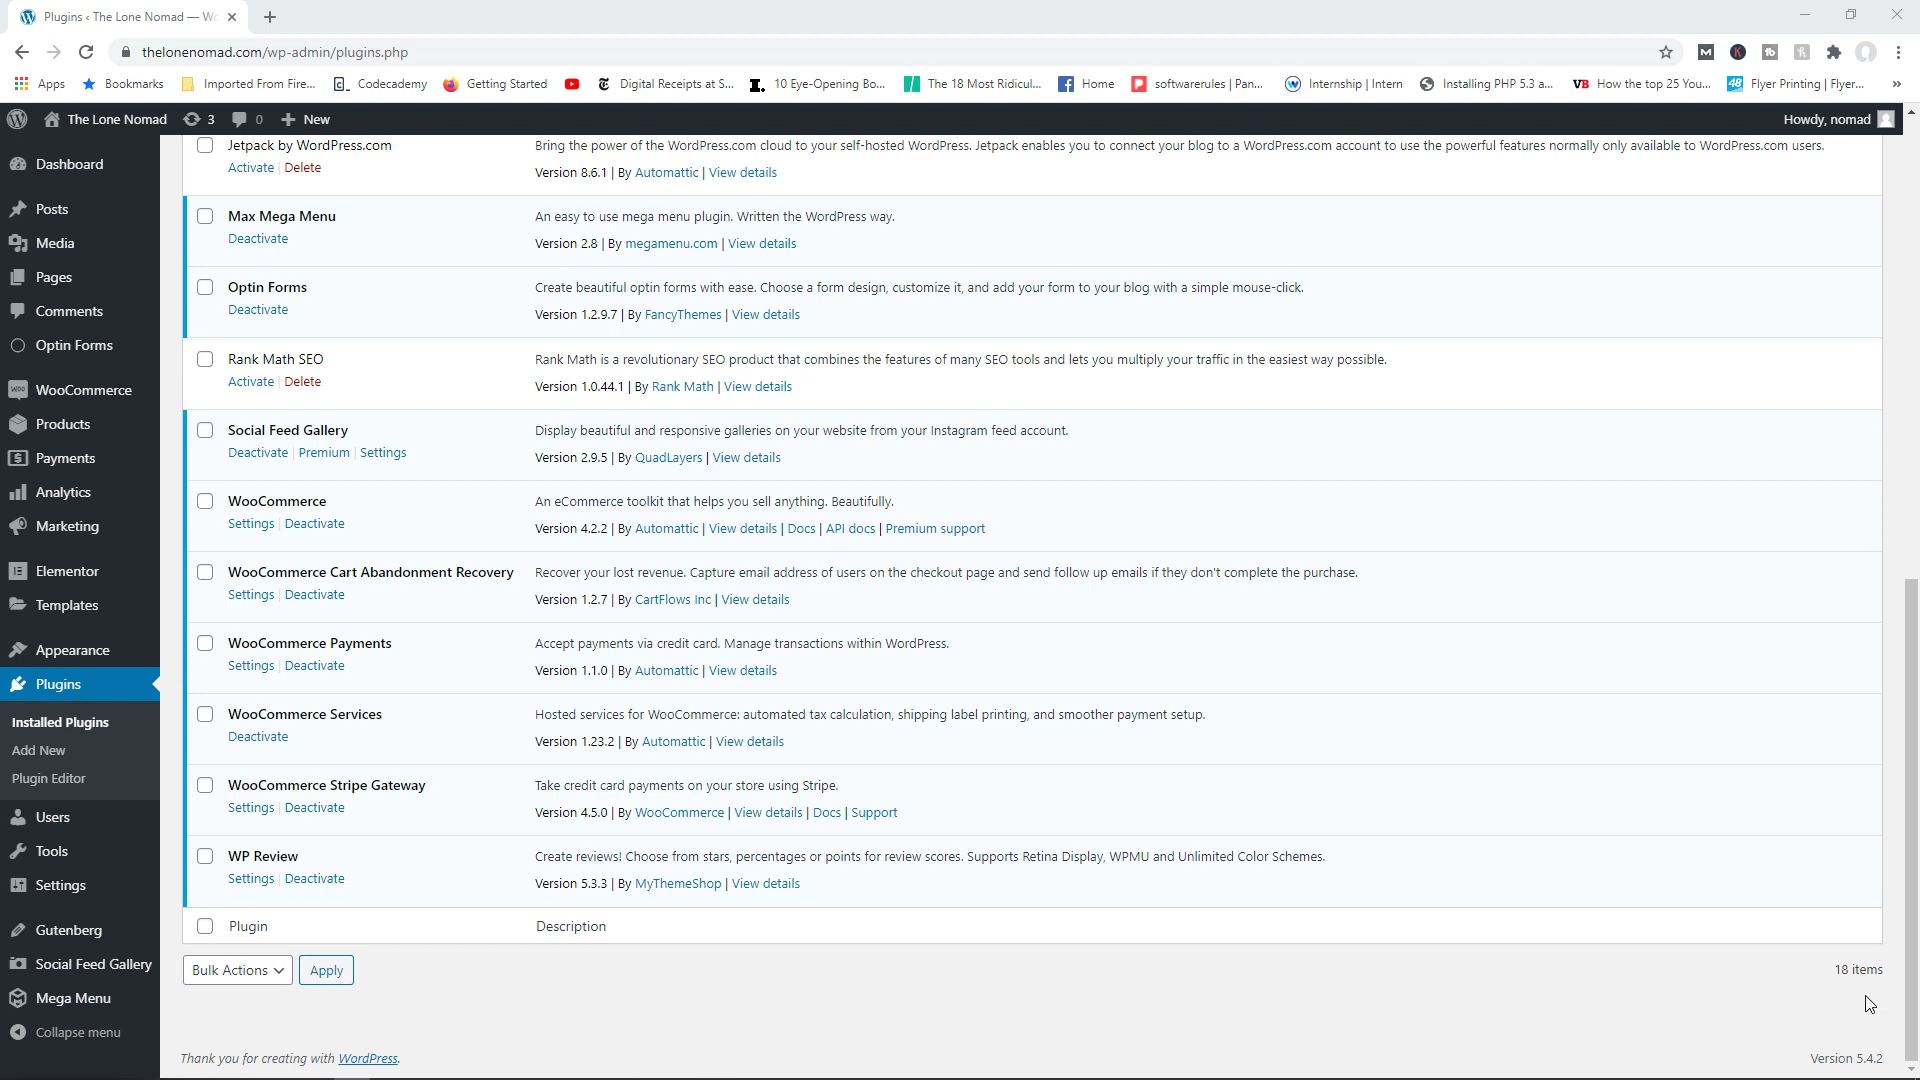 Plugins ‹ The Lone Nomad — Wo
thelonenomad.com/wp-admin/plugins.php
Apps Bookmarks Imported From Fire... Codecademy Getting Started Digital Receipts at S... 10 Eye-Opening Bo... The 18 Most Ridicul... Home softwarerules | Pan... Internship | Intern Installing PHP 5.3 a... How the top 25 You... Flyer Printing | Flyer... »
The Lone Nomad 3 0 + New Howdy, nomad
Dashboard
Posts
Media
Pages
Comments
Optin Forms
WooCommerce
Products
Payments
Analytics
Marketing
Elementor
Templates
Appearance
Plugins
Installed Plugins
Add New
Plugin Editor
Users
Tools
Settings
Gutenberg
Social Feed Gallery
Mega Menu
Collapse menu
Jetpack by WordPress.com
Activate | Delete
Bring the power of the WordPress.com cloud to your self-hosted WordPress. Jetpack enables you to connect your blog to a WordPress.com account to use the powerful features normally only available to WordPress.com users.
Version 8.6.1 | By Automattic | View details
Max Mega Menu
Deactivate
An easy to use mega menu plugin. Written the WordPress way.
Version 2.8 | By megamenu.com | View details
Optin Forms
Deactivate
Create beautiful optin forms with ease. Choose a form design, customize it, and add your form to your blog with a simple mouse-click.
Version 1.2.9.7 | By FancyThemes | View details
Rank Math SEO
Activate | Delete
Rank Math is a revolutionary SEO product that combines the features of many SEO tools and lets you multiply your traffic in the easiest way possible.
Version 1.0.44.1 | By Rank Math | View details
Social Feed Gallery
Deactivate | Premium | Settings
Display beautiful and responsive galleries on your website from your Instagram feed account.
Version 2.9.5 | By QuadLayers | View details
WooCommerce
Settings | Deactivate
An eCommerce toolkit that helps you sell anything. Beautifully.
Version 4.2.2 | By Automattic | View details | Docs | API docs | Premium support
WooCommerce Cart Abandonment Recovery
Settings | Deactivate
Recover your lost revenue. Capture email address of users on the checkout page and send follow up emails if they don't complete the purchase.
Version 1.2.7 | By CartFlows Inc | View details
WooCommerce Payments
Settings | Deactivate
Accept payments via credit card. Manage transactions within WordPress.
Version 1.1.0 | By Automattic | View details
WooCommerce Services
Deactivate
Hosted services for WooCommerce: automated tax calculation, shipping label printing, and smoother payment setup.
Version 1.23.2 | By Automattic | View details
WooCommerce Stripe Gateway
Settings | Deactivate
Take credit card payments on your store using Stripe.
Version 4.5.0 | By WooCommerce | View details | Docs | Support
WP Review
Settings | Deactivate
Create reviews! Choose from stars, percentages or points for review scores. Supports Retina Display, WPMU and Unlimited Color Schemes.
Version 5.3.3 | By MyThemeShop | View details
Plugin Description
Bulk Actions Apply 18 items
Thank you for creating with WordPress. Version 5.4.2